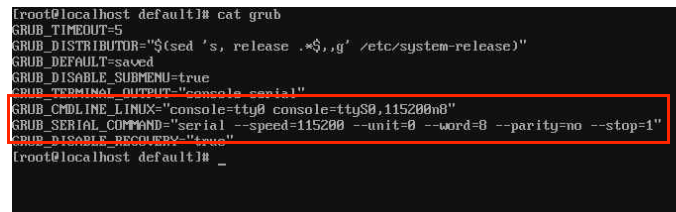 [root@localhost default]# cat grub
GRUB_TIMEOUT=5
GRUB_DISTRIBUTOR="$(sed 's, release .*$,,g' /etc/system-release)"
GRUB_DEFAULT=saved
GRUB_DISABLE_SUBMENU=true
GRUB_TERMINAL_OUTPUT="console serial"
GRUB_CMDLINE_LINUX="console=tty0 console=ttyS0,115200n8"
GRUB_SERIAL_COMMAND="serial --speed=115200 --unit=0 --word=8 --parity=no --stop=1"
GRUB_DISABLE_RECOVERY="true"
[root@localhost default]# _